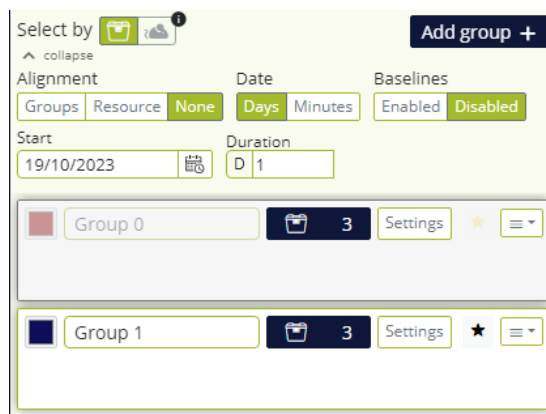 Select by
Add group +
collapse
Alignment Date Baselines
Groups Resource None Days Minutes Enabled Disabled
Start Duration
19/10/2023 D 1
Group 0 3 Settings
Group 1 3 Settings